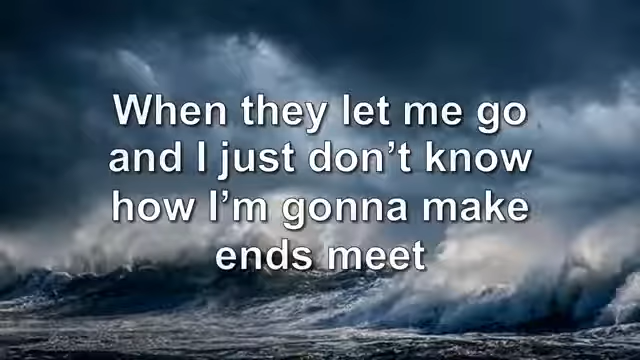 When they let me go
and I just don’t know
how I’m gonna make
ends meet